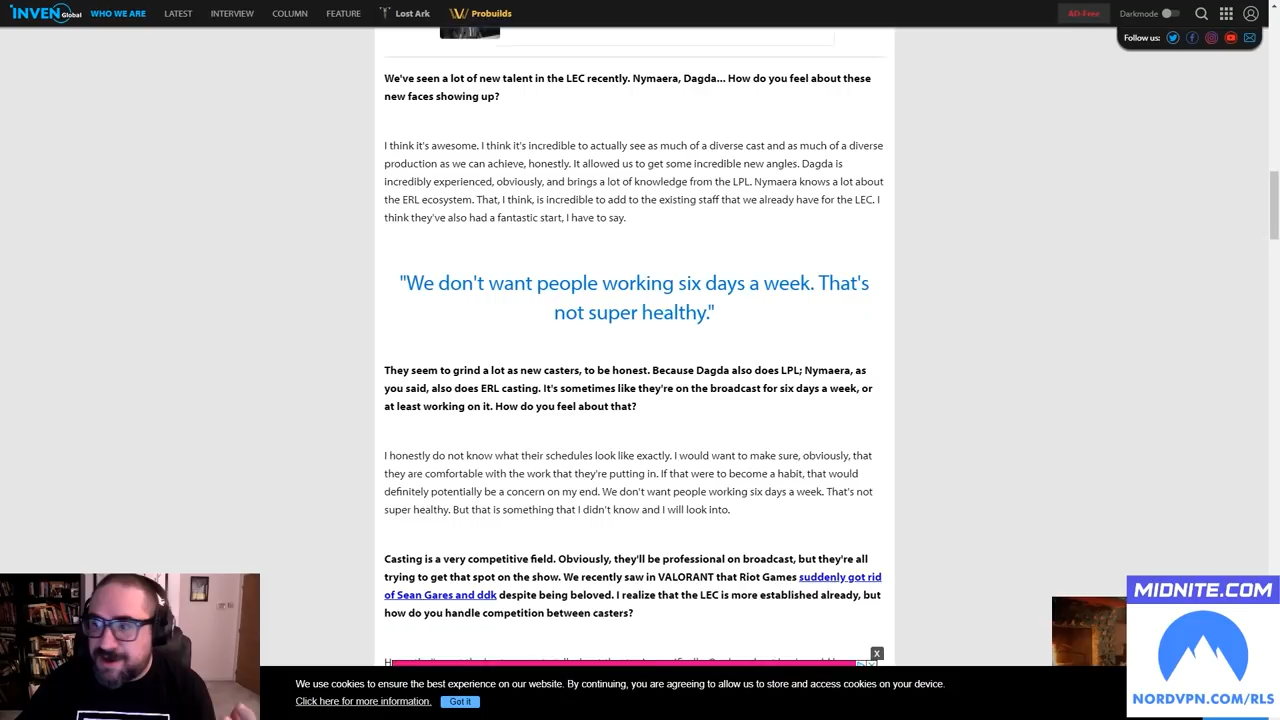 INVEN Global WHO WE ARE LATEST INTERVIEW COLUMN FEATURE Lost Ark Probuilds AD-Free Darkmode
Follow us:
We've seen a lot of new talent in the LEC recently. Nymaera, Dagda... How do you feel about these
new faces showing up?
I think it's awesome. I think it's incredible to actually see as much of a diverse cast and as much of a diverse
production as we can achieve, honestly. It allowed us to get some incredible new angles. Dagda is
incredibly experienced, obviously, and brings a lot of knowledge from the LPL. Nymaera knows a lot about
the ERL ecosystem. That, I think, is incredible to add to the existing staff that we already have for the LEC. I
think they've also had a fantastic start, I have to say.
"We don't want people working six days a week. That's
not super healthy."
They seem to grind a lot as new casters, to be honest. Because Dagda also does LPL; Nymaera, as
you said, also does ERL casting. It's sometimes like they're on the broadcast for six days a week, or
at least working on it. How do you feel about that?
I honestly do not know what their schedules look like exactly. I would want to make sure, obviously, that
they are comfortable with the work that they're putting in. If that were to become a habit, that would
definitely potentially be a concern on my end. We don't want people working six days a week. That's not
super healthy. But that is something that I didn't know and I will look into.
Casting is a very competitive field. Obviously, they'll be professional on broadcast, but they're all
trying to get that spot on the show. We recently saw in VALORANT that Riot Games suddenly got rid
of Sean Gares and ddk despite being beloved. I realize that the LEC is more established already, but
how do you handle competition between casters?
X
We use cookies to ensure the best experience on our website. By continuing, you are agreeing to allow us to store and access cookies on your device.
Click here for more information. Got it
MIDNITE.COM
NORDVPN.COM/RLS